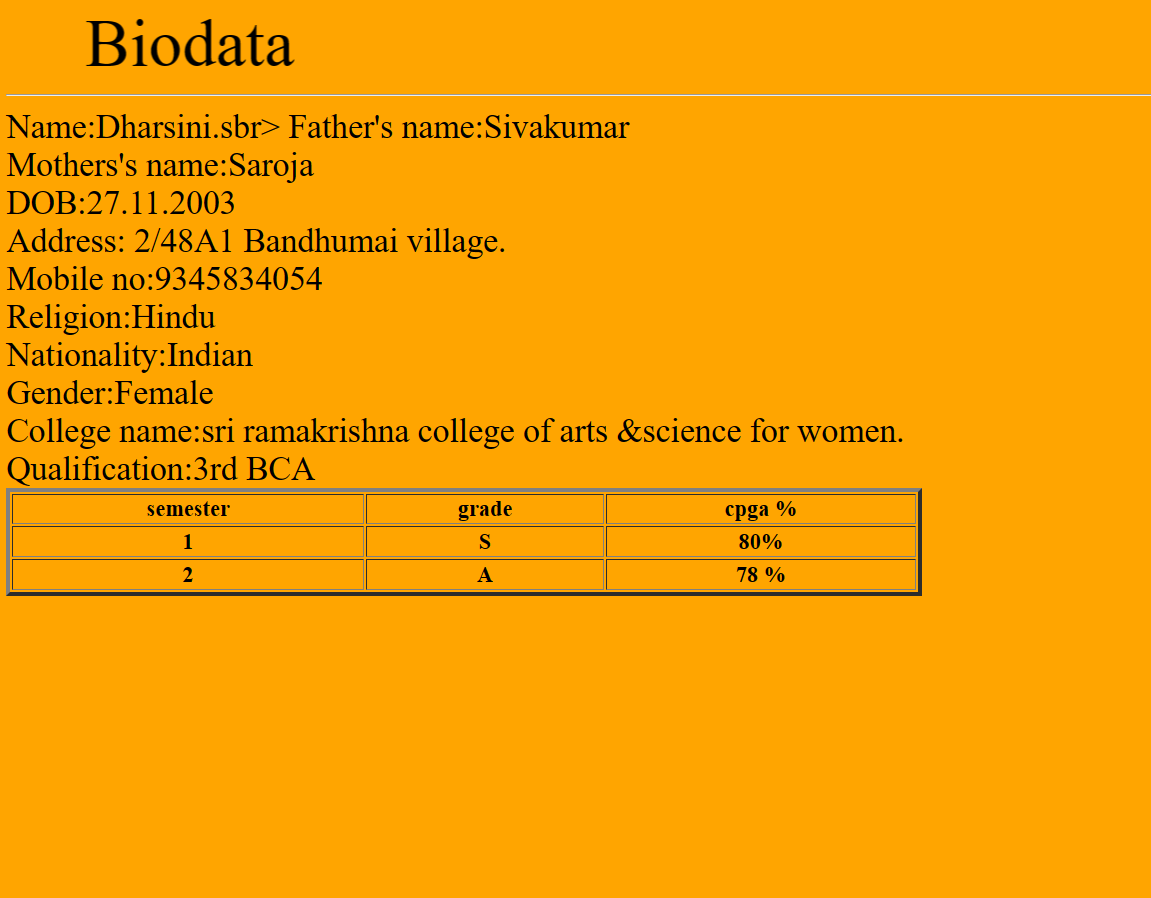 Biodata
Name:Dharsini.sbr> Father's name:Sivakumar
Mothers's name:Saroja
DOB:27.11.2003
Address: 2/48A1 Bandhumai village.
Mobile no:9345834054
Religion:Hindu
Nationality:Indian
Gender:Female
College name:sri ramakrishna college of arts &science for women.
Qualification:3rd BCA
semester grade cpga %
1 S 80%
2 A 78 %